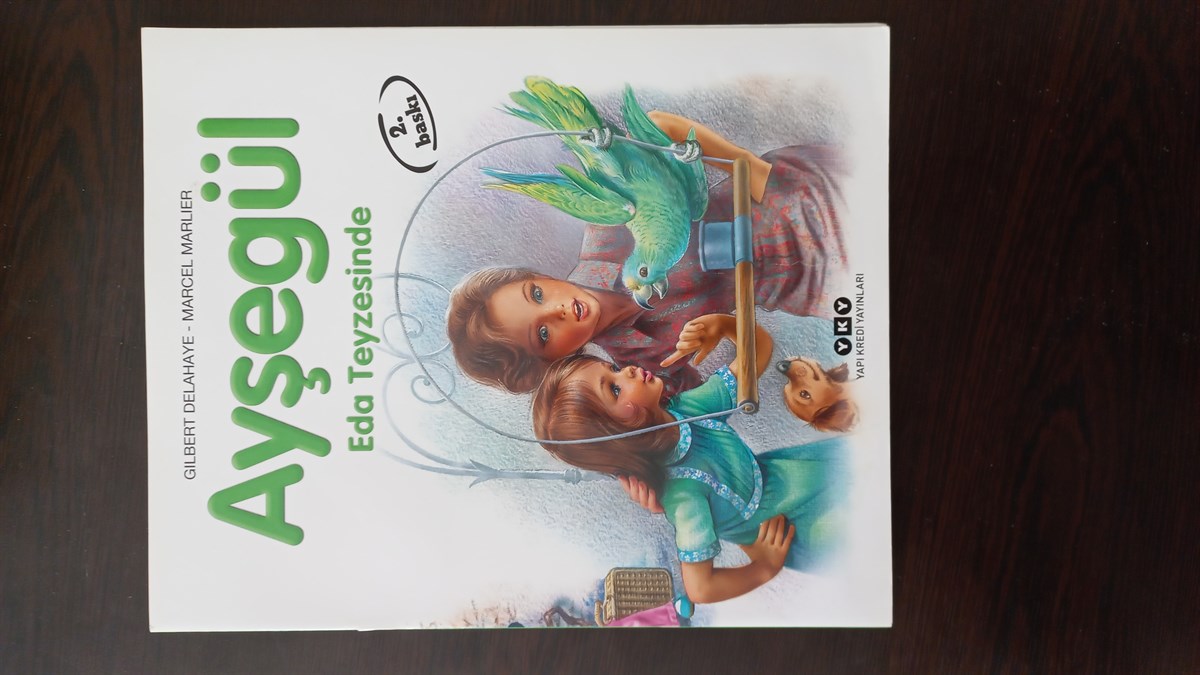 GILBERT DELAHAYE - MARCEL MARLIER
Ayşegül
Eda Teyzesinde
2.
baskı
YKY
YAPI KREDİ YAYINLARI